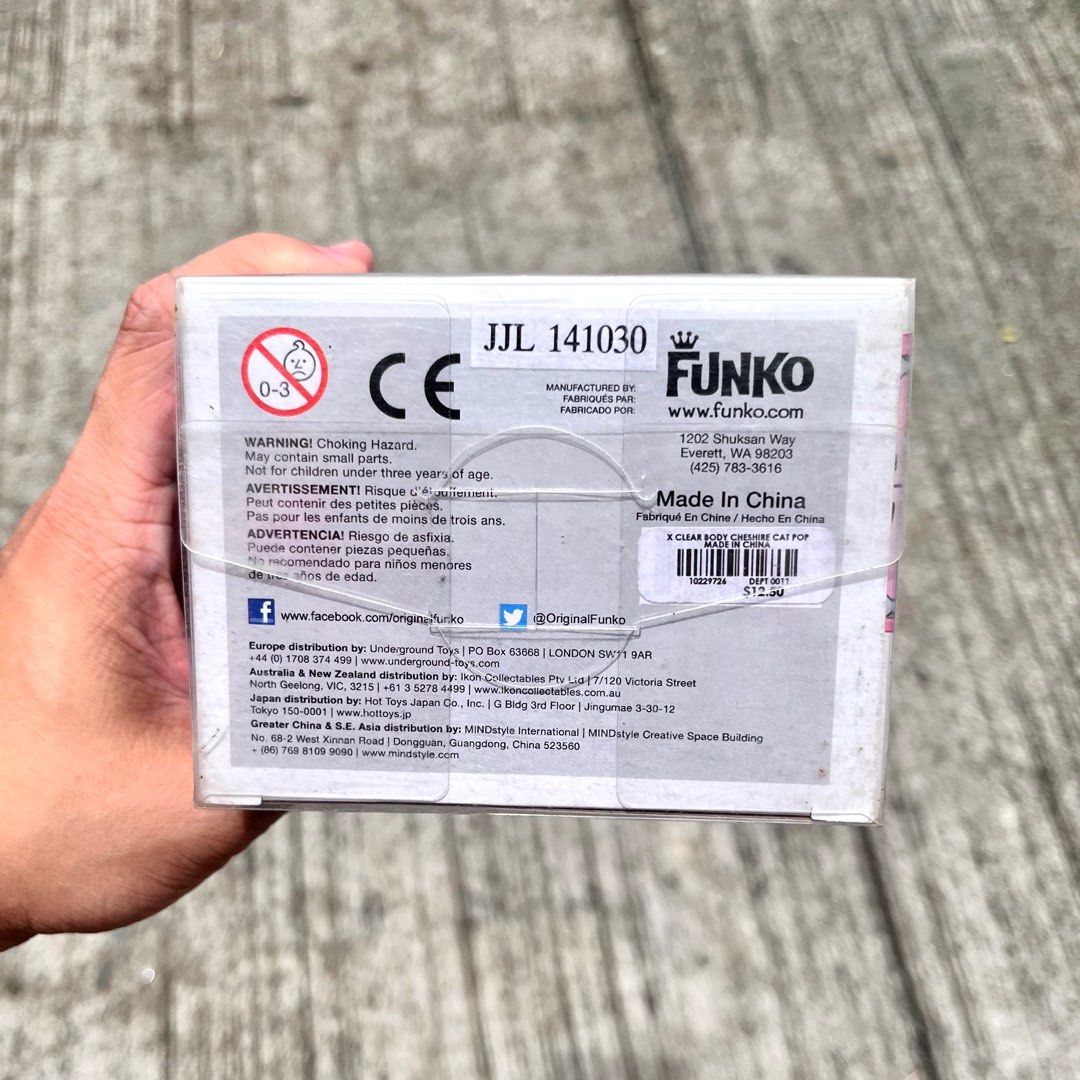 JJL 141030
0-3
CE
MANUFACTURED BY:
FABRIQUÉS PAR:
FABRICADO POR:
FUNKO
www.funko.com
1202 Shuksan Way
Everett, WA 98203
(425) 783-3616
Made In China
Fabriqué En Chine / Hecho En China
X CLEAR BODY CHESHIRE CAT POP
MADE IN CHINA
10229726 DEPT 0011
$12.50
WARNING! Choking Hazard.
May contain small parts.
Not for children under three years of age.
AVERTISSEMENT! Risque d'étouffement.
Peut contenir des petites pièces.
Pas pour les enfants de moins de trois ans.
ADVERTENCIA! Riesgo de asfixia.
Puede contener piezas pequeñas.
No recomendado para niños menores
de tres años de edad.
f www.facebook.com/originalfunko
@OriginalFunko
Europe distribution by: Underground Toys | PO Box 63668 | LONDON SW11 9AR
+44 (0) 1708 374 499 | www.underground-toys.com
Australia & New Zealand distribution by: Ikon Collectables Pty Ltd | 7/120 Victoria Street
North Geelong, VIC, 3215 | +61 3 5278 4499 | www.ikoncollectables.com.au
Japan distribution by: Hot Toys Japan Co., Inc. | G Bldg 3rd Floor | Jingumae 3-30-12
Tokyo 150-0001 | www.hottoys.jp
Greater China & S.E. Asia distribution by: MINDstyle International | MINDstyle Creative Space Building
No. 68-2 West Xinnan Road | Dongguan, Guangdong, China 523560
+ (86) 769 8109 9090 | www.mindstyle.com